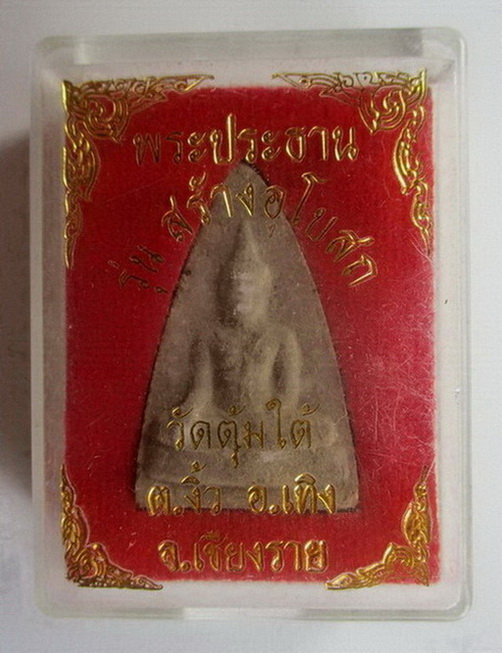 พระประธาน
รุ่น สร้างอุโบสถ
วัดตุ้มใต้
ต.งิ้ว อ.เทิง
จ.เชียงราย